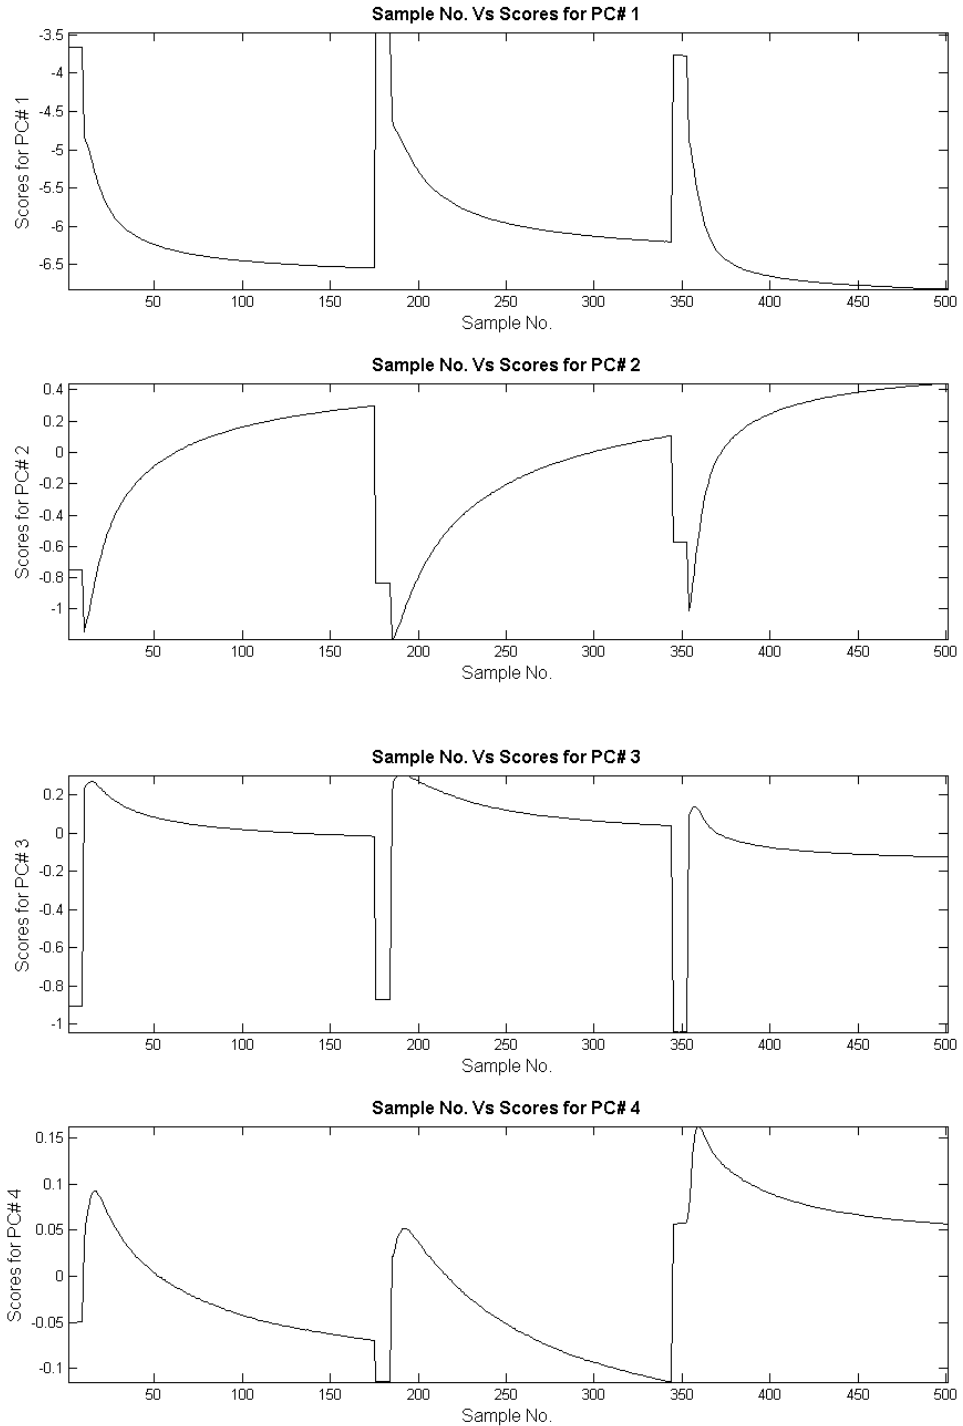 Sample No. Vs Scores for PC# 1
-3.5
-4
-4.5
-5
-5.5
-6
-6.5
Scores for PC# 1
50 100 150 200 250 300 350 400 450 500
Sample No.
Sample No. Vs Scores for PC# 2
0.4
0.2
0
-0.2
-0.4
-0.6
-0.8
-1
Scores for PC# 2
50 100 150 200 250 300 350 400 450 500
Sample No.
Sample No. Vs Scores for PC# 3
0.2
0
-0.2
-0.4
-0.6
-0.8
-1
Scores for PC# 3
50 100 150 200 250 300 350 400 450 500
Sample No.
Sample No. Vs Scores for PC# 4
0.15
0.1
0.05
0
-0.05
-0.1
Scores for PC# 4
50 100 150 200 250 300 350 400 450 500
Sample No.